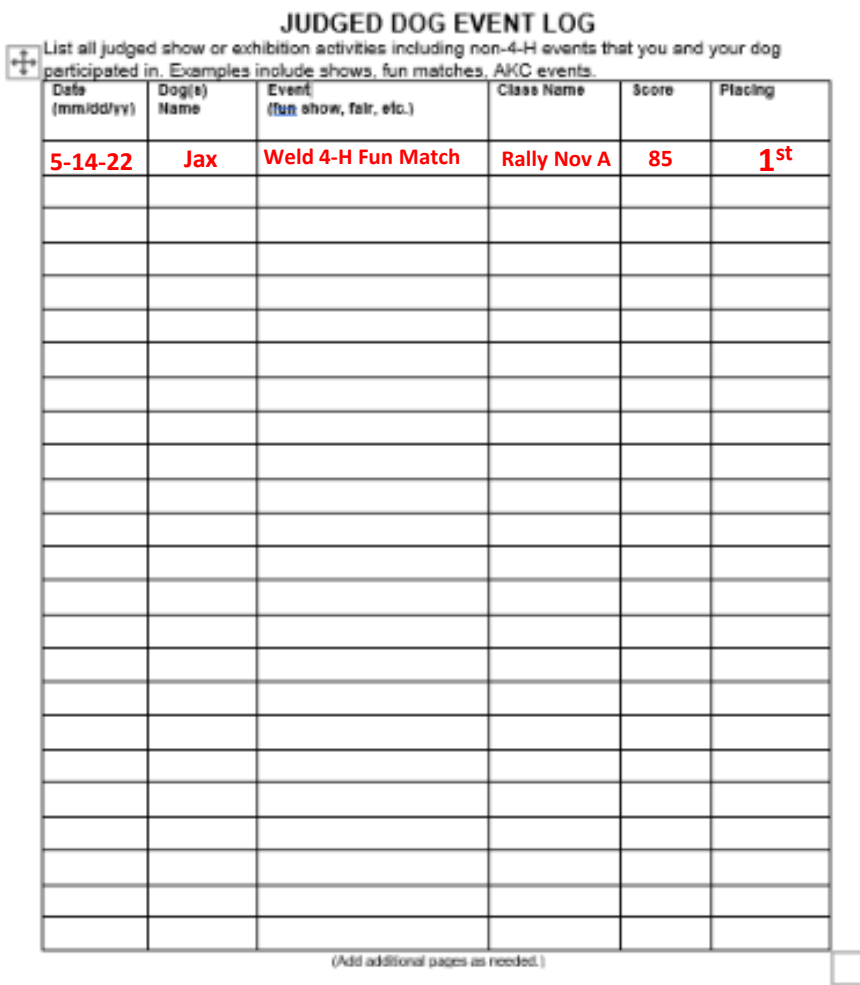 JUDGED DOG EVENT LOG
List all judged show or exhibition activities including non-4-H events that you and your dog
participated in. Examples include shows, fun matches, AKC events.
Date Dog(s) Event Class Name Score Placing
(mm/dd/yy) Name (fun show, fair, etc.)
5-14-22 Jax Weld 4-H Fun Match Rally Nov A 85 1st
(Add additional pages as needed.)